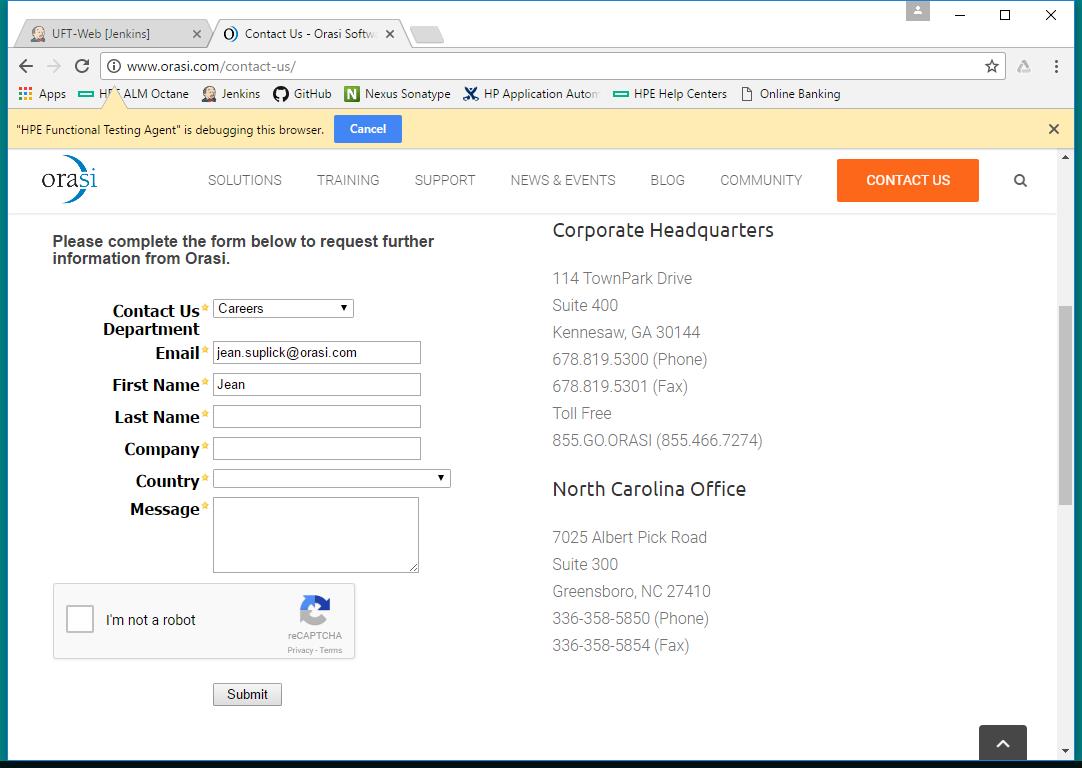 UFT-Web [Jenkins]
Contact Us - Orasi Softw
www.orasi.com/contact-us/
Apps
ALM Octane
Jenkins
GitHub
Nexus Sonatype
HP Application Autom
HPE Help Centers
Online Banking
"HPE Functional Testing Agent" is debugging this browser.
Cancel
orasi
SOLUTIONS
TRAINING
SUPPORT
NEWS & EVENTS
BLOG
COMMUNITY
CONTACT US
Please complete the form below to request further
information from Orasi.
Contact Us
Department
Careers
Email
jean.suplick@orasi.com
First Name
Jean
Last Name
Company
Country
Message
I'm not a robot
reCAPTCHA
Privacy - Terms
Submit
Corporate Headquarters
114 TownPark Drive
Suite 400
Kennesaw, GA 30144
678.819.5300 (Phone)
678.819.5301 (Fax)
Toll Free
855.GO.ORASI (855.466.7274)
North Carolina Office
7025 Albert Pick Road
Suite 300
Greensboro, NC 27410
336-358-5850 (Phone)
336-358-5854 (Fax)